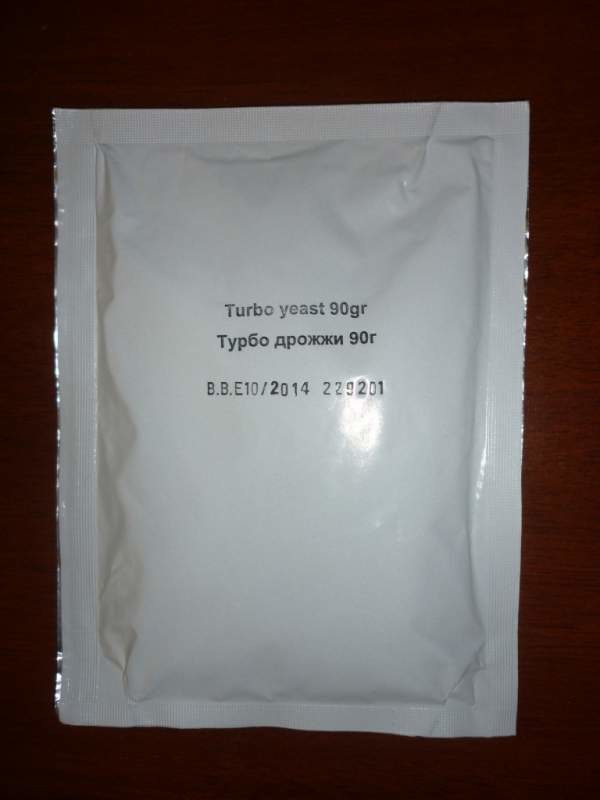 Turbo yeast 90gr
Турбо дрожжи 90г
B.B.E10/2014 229201